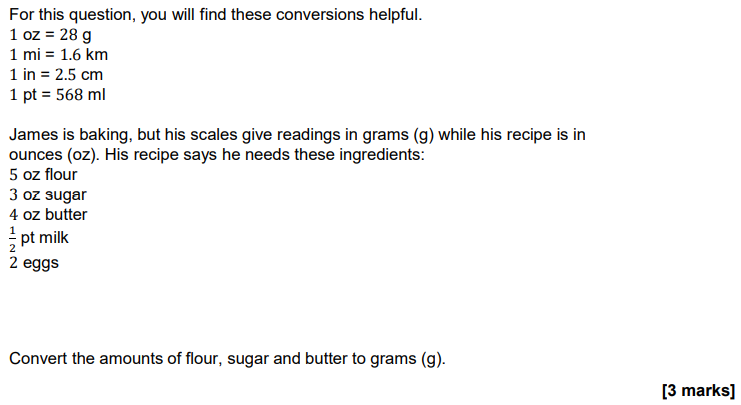 For this question, you will find these conversions helpful.
1 oz = 28 g
1 mi = 1.6 km
1 in = 2.5 cm
1 pt = 568 ml
James is baking, but his scales give readings in grams (g) while his recipe is in
ounces (oz). His recipe says he needs these ingredients:
5 oz flour
3 oz sugar
4 oz butter
1/2 pt milk
2 eggs
Convert the amounts of flour, sugar and butter to grams (g).
[3 marks]